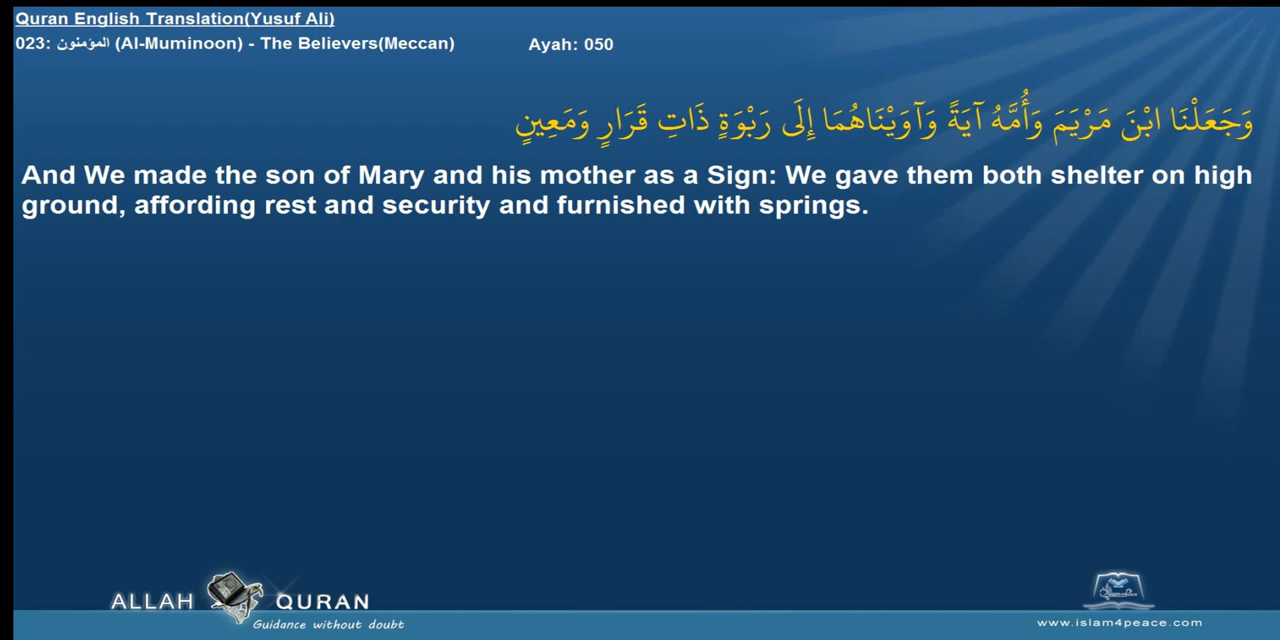 Quran English Translation(Yusuf Ali)
023: المؤمنون (Al-Muminoon) - The Believers(Meccan) Ayah: 050
وَجَعَلْنَا ابْنَ مَرْيَمَ وَأُمَّهُ آيَةً وَآوَيْنَاهُمَا إِلَى رَبْوَةٍ ذَاتِ قَرَارٍ وَمَعِينٍ
And We made the son of Mary and his mother as a Sign: We gave them both shelter on high
ground, affording rest and security and furnished with springs.
ALLAH QURAN
Guidance without doubt
www.islam4peace.com